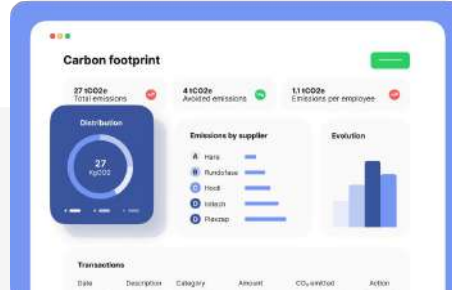 Carbon footprint
27 tCO2e
Total emissions
4 tCO2e
Avoided emissions
1.1 tCO2e
Emissions per employee
Distribution
27
KgCO2
Emissions by supplier
A
B
C
D
D
Evolution
Transactions
Date Description Category Amount CO₂ emitted Action